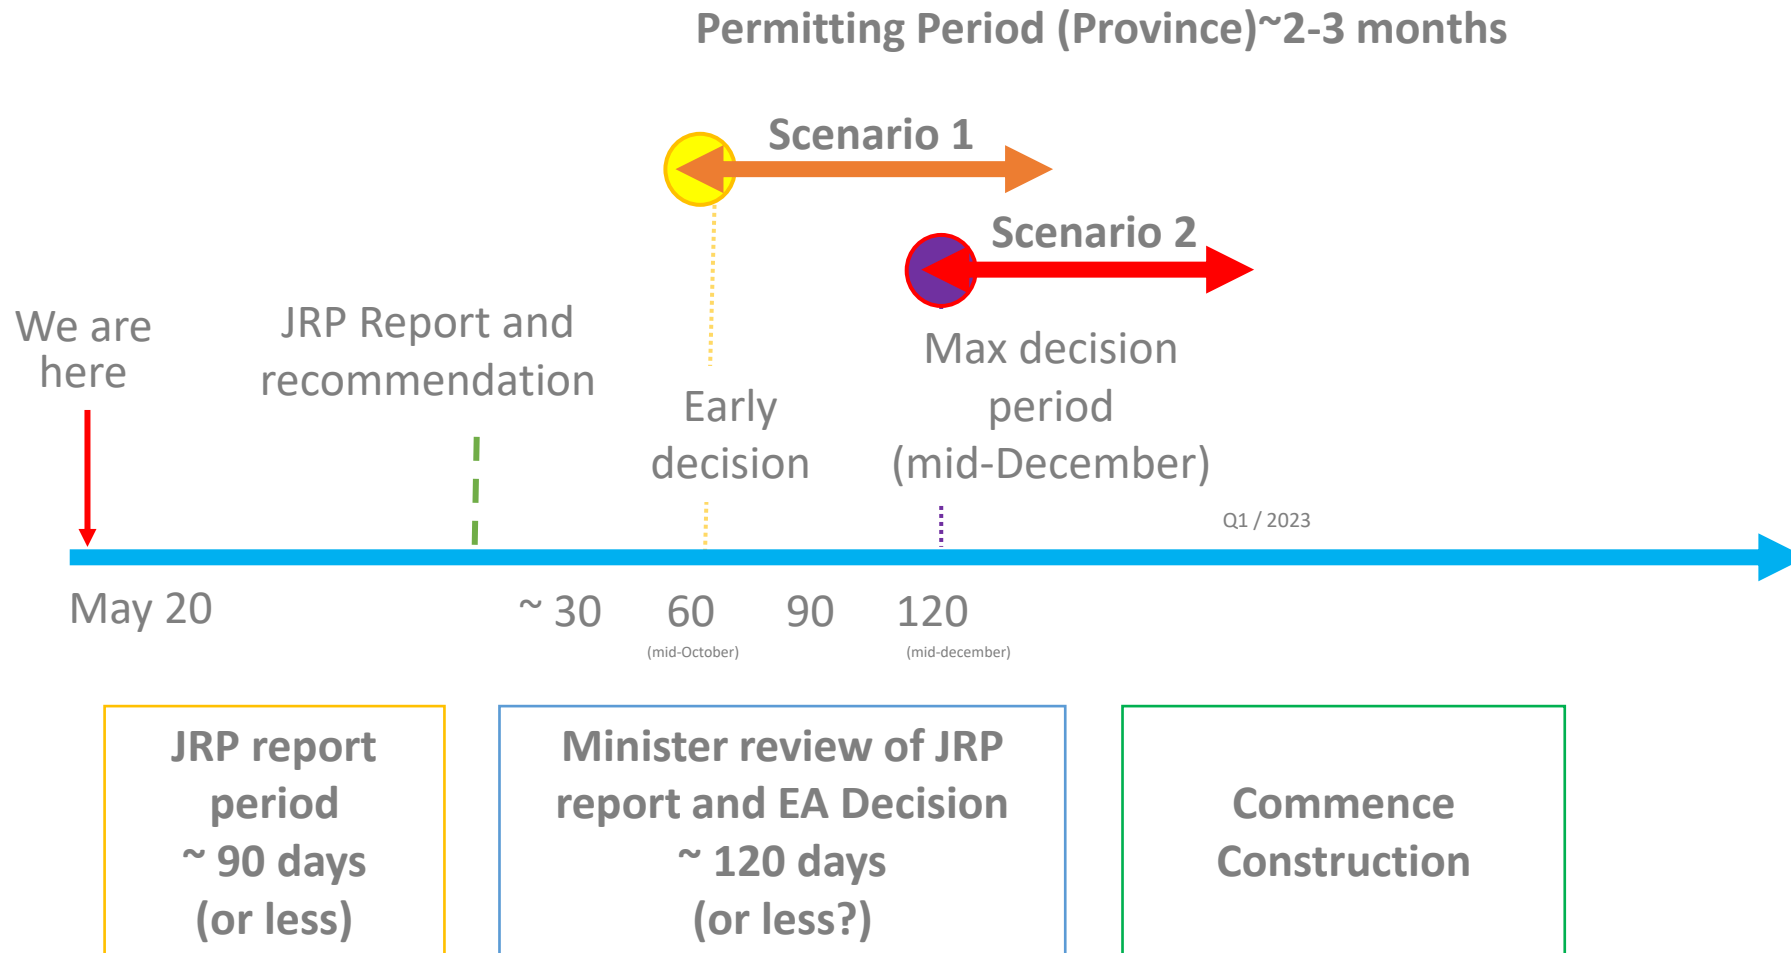 Permitting Period (Province)~2-3 months
Scenario 1
Scenario 2
We are
here
JRP Report and
recommendation
Early
decision
Max decision
period
(mid-December)
Q1 / 2023
May 20
~ 30
60
90
120
(mid-October)
(mid-december)
JRP report
period
~ 90 days
(or less)
Minister review of JRP
report and EA Decision
~ 120 days
(or less?)
Commence
Construction